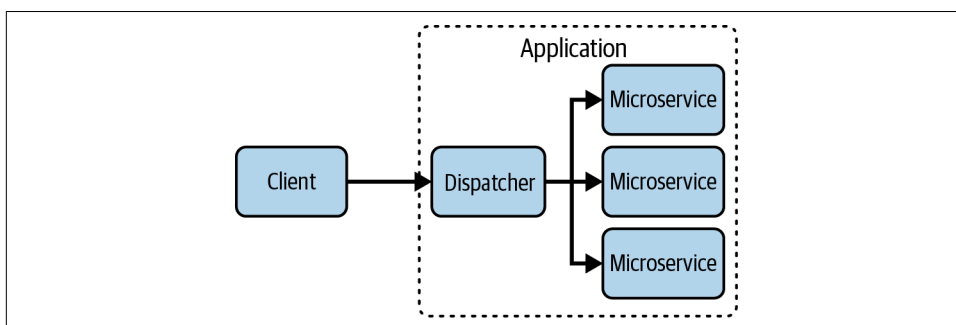 Application
Microservice
Client
Dispatcher
Microservice
Microservice